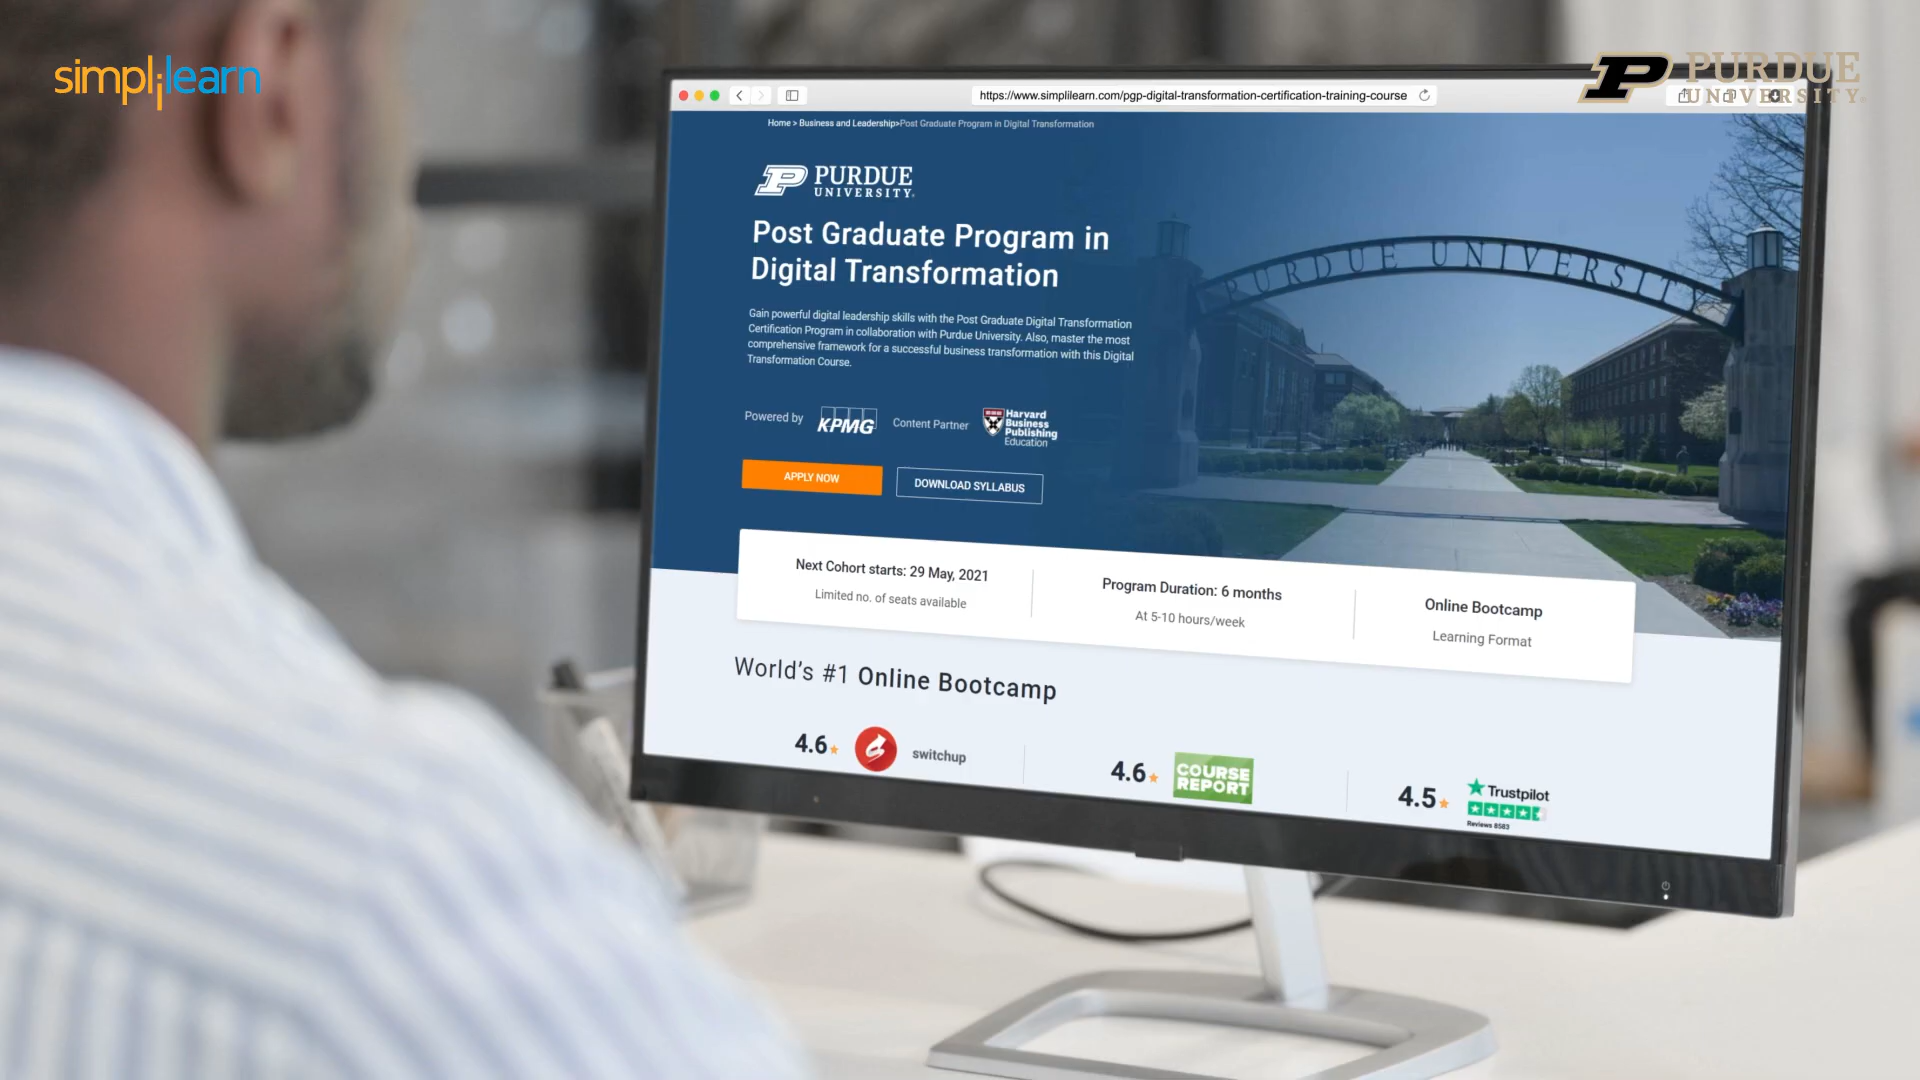 simplilearn
PURDUE
UNIVERSITY
https://www.simplilearn.com/pgp-digital-transformation-certification-training-course
Home > Business and Leadership>Post Graduate Program in Digital Transformation
PURDUE
UNIVERSITY
Post Graduate Program in
Digital Transformation
Gain powerful digital leadership skills with the Post Graduate Digital Transformation
Certification Program in collaboration with Purdue University. Also, master the most
comprehensive framework for a successful business transformation with this Digital
Transformation Course.
PURDUE UNIVERSITY
Powered by
KPMG
Content Partner
Harvard
Business
Publishing
Education
APPLY NOW
DOWNLOAD SYLLABUS
Next Cohort starts: 29 May, 2021
Limited no. of seats available
Program Duration: 6 months
At 5-10 hours/week
Online Bootcamp
Learning Format
World's #1 Online Bootcamp
4.6
switchup
4.6
COURSE
REPORT
4.5
Trustpilot
Reviews 8583